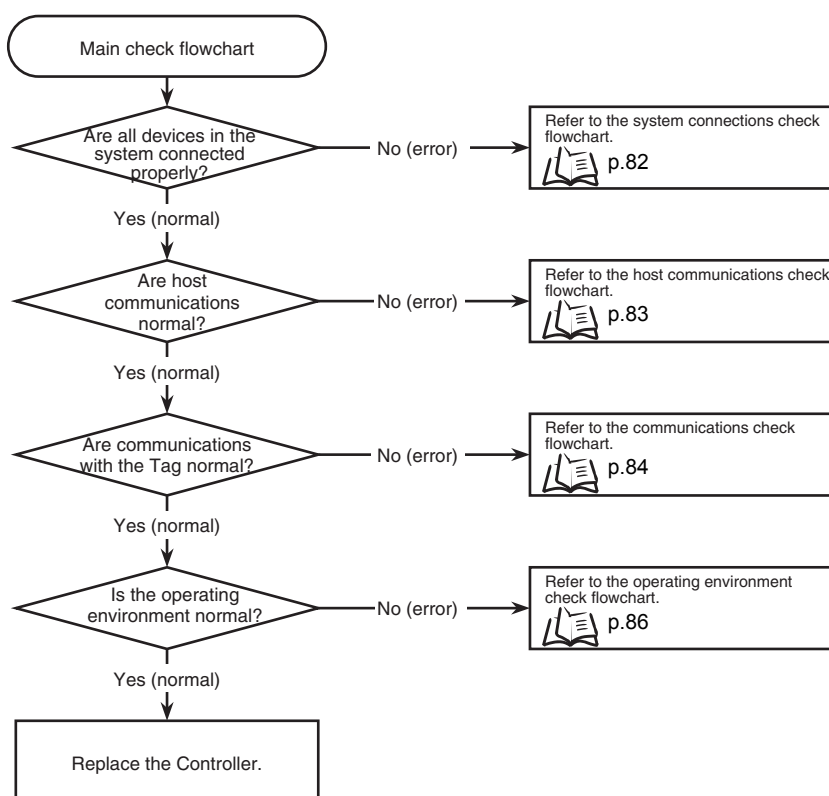 Main check flowchart
Are all devices in the
system connected
properly?
No (error)
Refer to the system connections check
flowchart.
p.82
Yes (normal)
Are host
communications
normal?
No (error)
Refer to the host communications check
flowchart.
p.83
Yes (normal)
Are communications
with the Tag normal?
No (error)
Refer to the communications check
flowchart.
p.84
Yes (normal)
Is the operating
environment normal?
No (error)
Refer to the operating environment
check flowchart.
p.86
Yes (normal)
Replace the Controller.